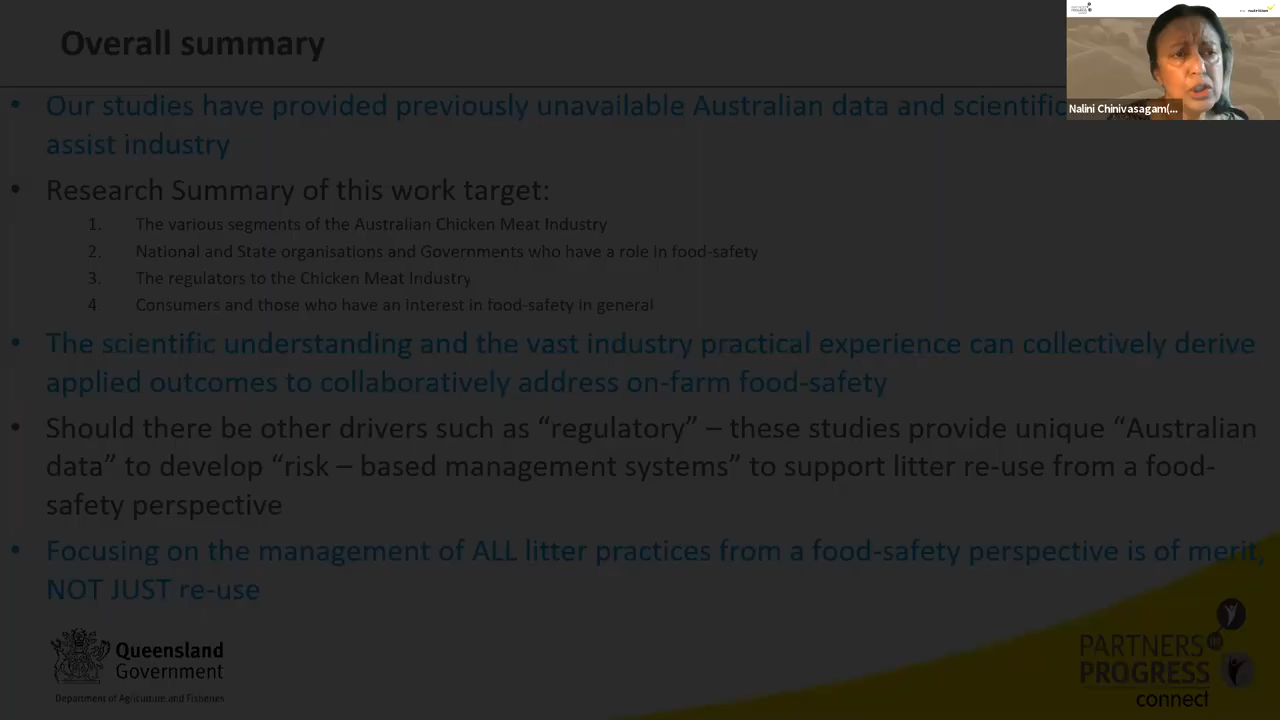 Overall summary
nutrition
Nalini Chinivasagam(...
• Our studies have provided previously unavailable Australian data and scientific
assist industry
• Research Summary of this work target:
1. The various segments of the Australian Chicken Meat Industry
2. National and State organisations and Governments who have a role in food-safety
3. The regulators to the Chicken Meat Industry
4 Consumers and those who have an interest in food-safety in general
• The scientific understanding and the vast industry practical experience can collectively derive
applied outcomes to collaboratively address on-farm food-safety
• Should there be other drivers such as “regulatory” – these studies provide unique “Australian
data” to develop “risk – based management systems” to support litter re-use from a food-
safety perspective
• Focusing on the management of ALL litter practices from a food-safety perspective is of merit,
NOT JUST re-use
Queensland
Government
Department of Agriculture and Fisheries
PARTNERS in
PROGRESS
connect